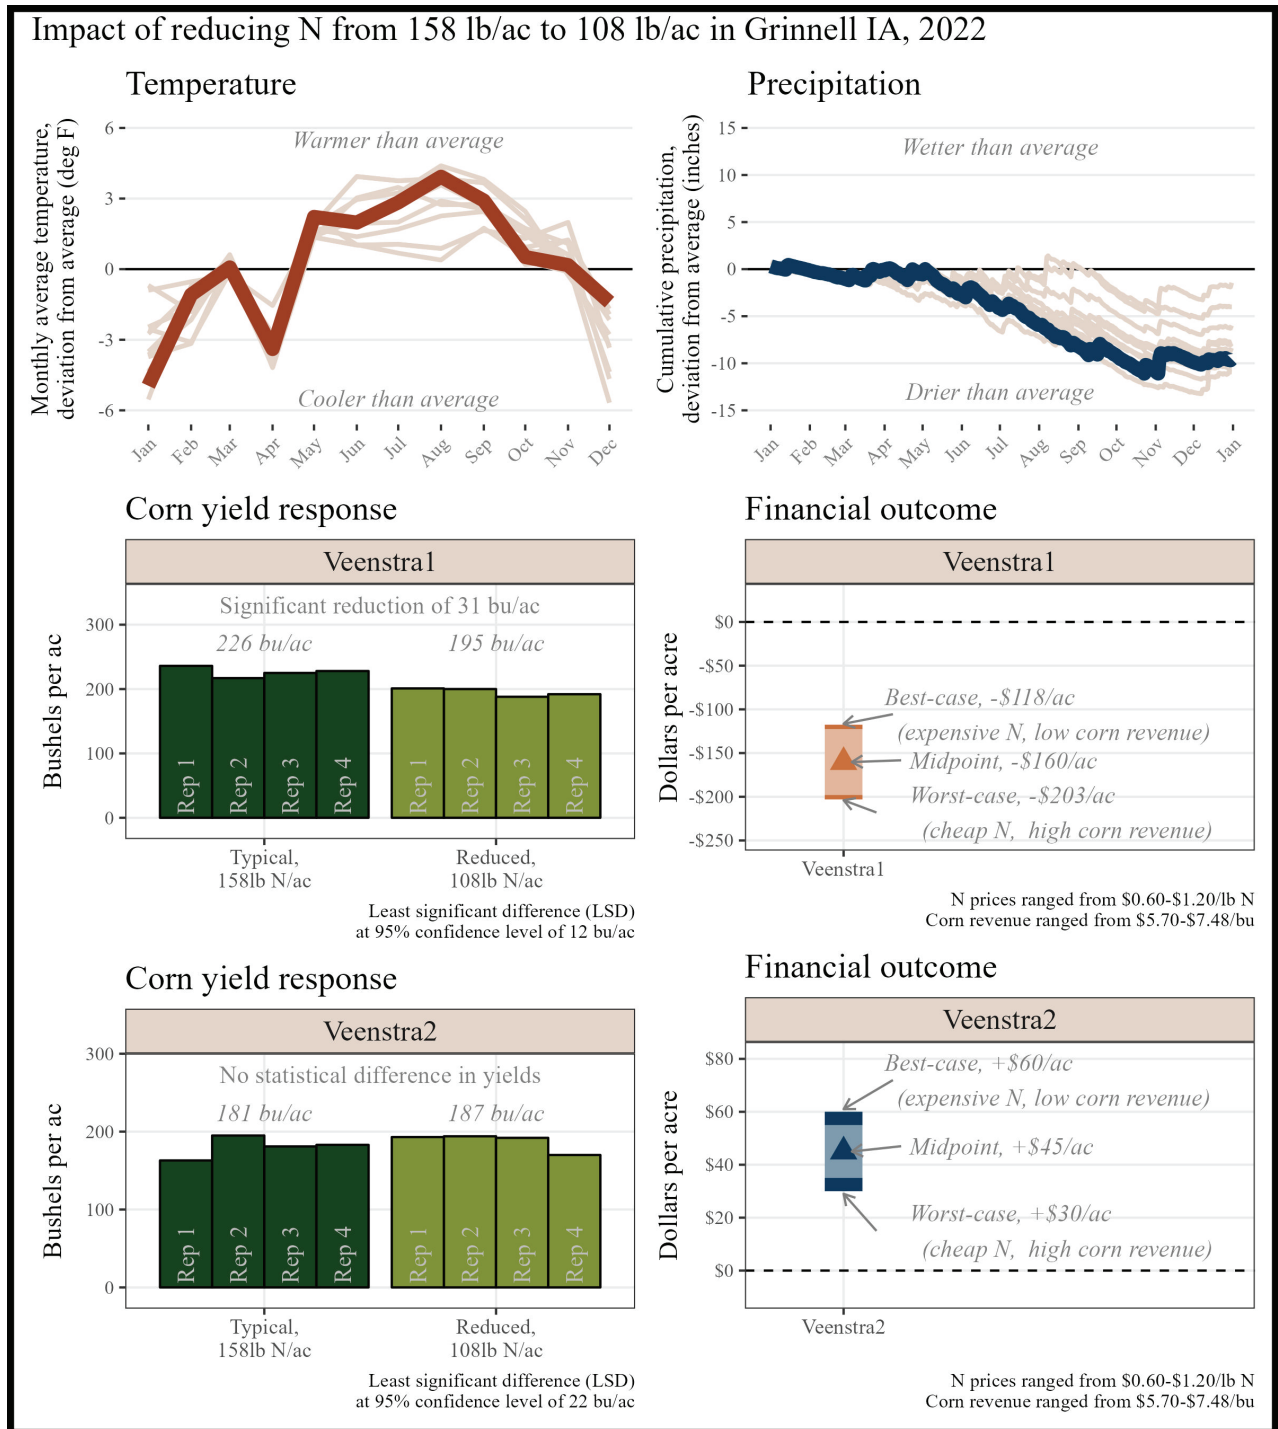 Impact of reducing N from 158 lb/ac to 108 lb/ac in Grinnell IA, 2022
Temperature
Monthly average temperature,
deviation from average (deg F)
6
3
0
-3
-6
Warmer than average
Cooler than average
Jan
Feb
Mar
Apr
May
Jun
Jul
Aug
Sep
Oct
Nov
Dec
Precipitation
Cumulative precipitation,
deviation from average (inches)
15
10
5
0
-5
-10
-15
Wetter than average
Drier than average
Jan
Feb
Mar
Apr
May
Jun
Jul
Aug
Sep
Oct
Nov
Dec
Jan
Corn yield response
Veenstra1
Bushels per ac
300
200
100
0
Significant reduction of 31 bu/ac
226 bu/ac
195 bu/ac
Rep 1
Rep 2
Rep 3
Rep 4
Rep 1
Rep 2
Rep 3
Rep 4
Typical,
158lb N/ac
Reduced,
108lb N/ac
Least significant difference (LSD)
at 95% confidence level of 12 bu/ac
Financial outcome
Veenstra1
Dollars per acre
$0
-$50
-$100
-$150
-$200
-$250
Best-case, -$118/ac
(expensive N, low corn revenue)
Midpoint, -$160/ac
Worst-case, -$203/ac
(cheap N,  high corn revenue)
Veenstra1
N prices ranged from $0.60-$1.20/lb N
Corn revenue ranged from $5.70-$7.48/bu
Corn yield response
Veenstra2
Bushels per ac
300
200
100
0
No statistical difference in yields
181 bu/ac
187 bu/ac
Rep 1
Rep 2
Rep 3
Rep 4
Rep 1
Rep 2
Rep 3
Rep 4
Typical,
158lb N/ac
Reduced,
108lb N/ac
Least significant difference (LSD)
at 95% confidence level of 22 bu/ac
Financial outcome
Veenstra2
Dollars per acre
$80
$60
$40
$20
$0
Best-case, +$60/ac
(expensive N, low corn revenue)
Midpoint, +$45/ac
Worst-case, +$30/ac
(cheap N,  high corn revenue)
Veenstra2
N prices ranged from $0.60-$1.20/lb N
Corn revenue ranged from $5.70-$7.48/bu